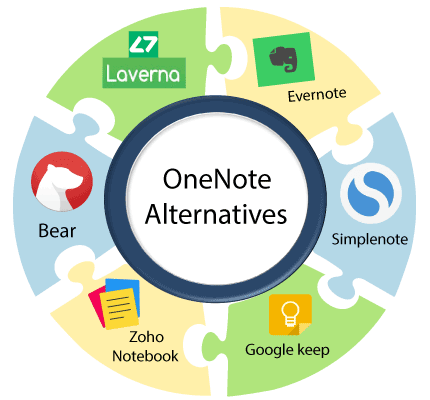 OneNote
Alternatives
Laverna
Evernote
Simplenote
Google keep
Zoho
Notebook
Bear